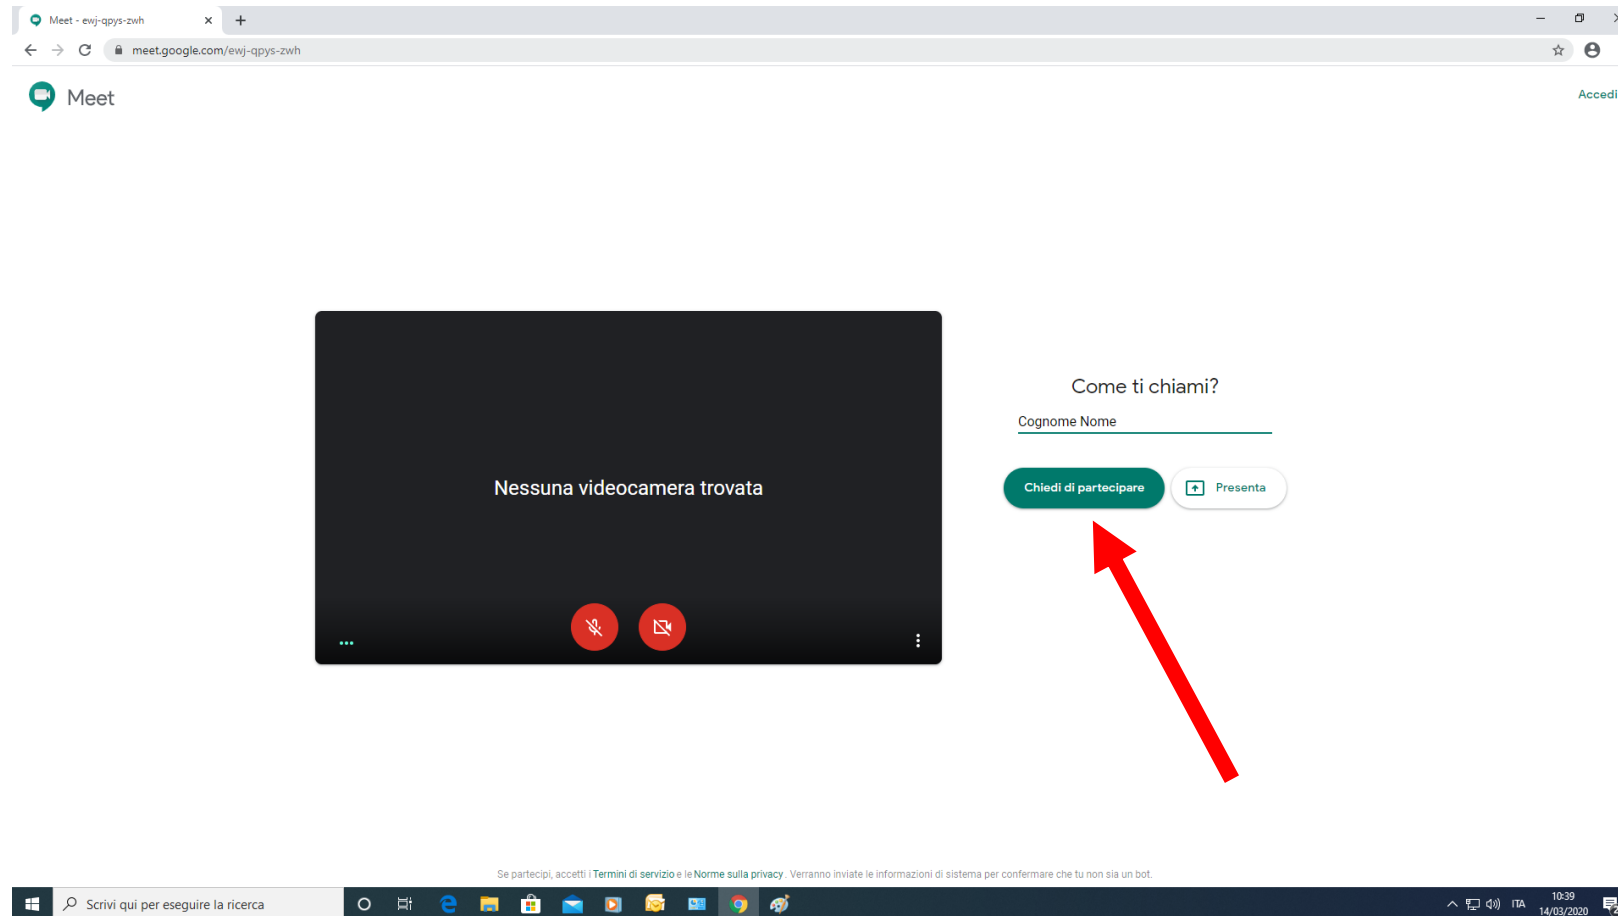 Meet - ewj-qpys-zwh
meet.google.com/ewj-qpys-zwh
Meet
Accedi
Come ti chiami?
Cognome Nome
Nessuna videocamera trovata
Chiedi di partecipare
Presenta
Se partecipi, accetti i Termini di servizio e le Norme sulla privacy. Verranno inviate le informazioni di sistema per confermare che tu non sia un bot.
Scrivi qui per eseguire la ricerca
ITA
10:39
14/03/2020